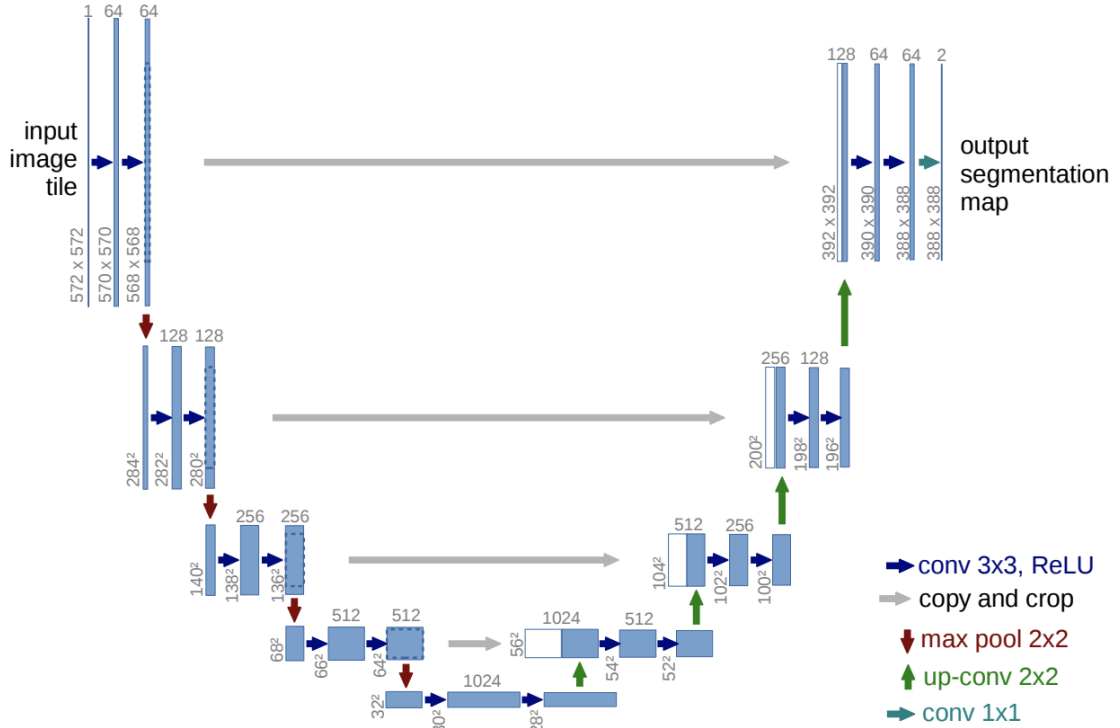 1 64 64
128 64 64 2
input
image
tile
output
segmentation
map
572 x 572
570 x 570
568 x 568
392 x 392
390 x 390
388 x 388
388 x 388
128 128
256 128
284²
282²
280²
200²
198²
196²
256 256
512 256
140²
138²
136²
104²
102²
100²
512 512
1024 512
68²
66²
64²
56²
54²
52²
1024
32²
conv 3x3, ReLU
copy and crop
max pool 2x2
up-conv 2x2
conv 1x1